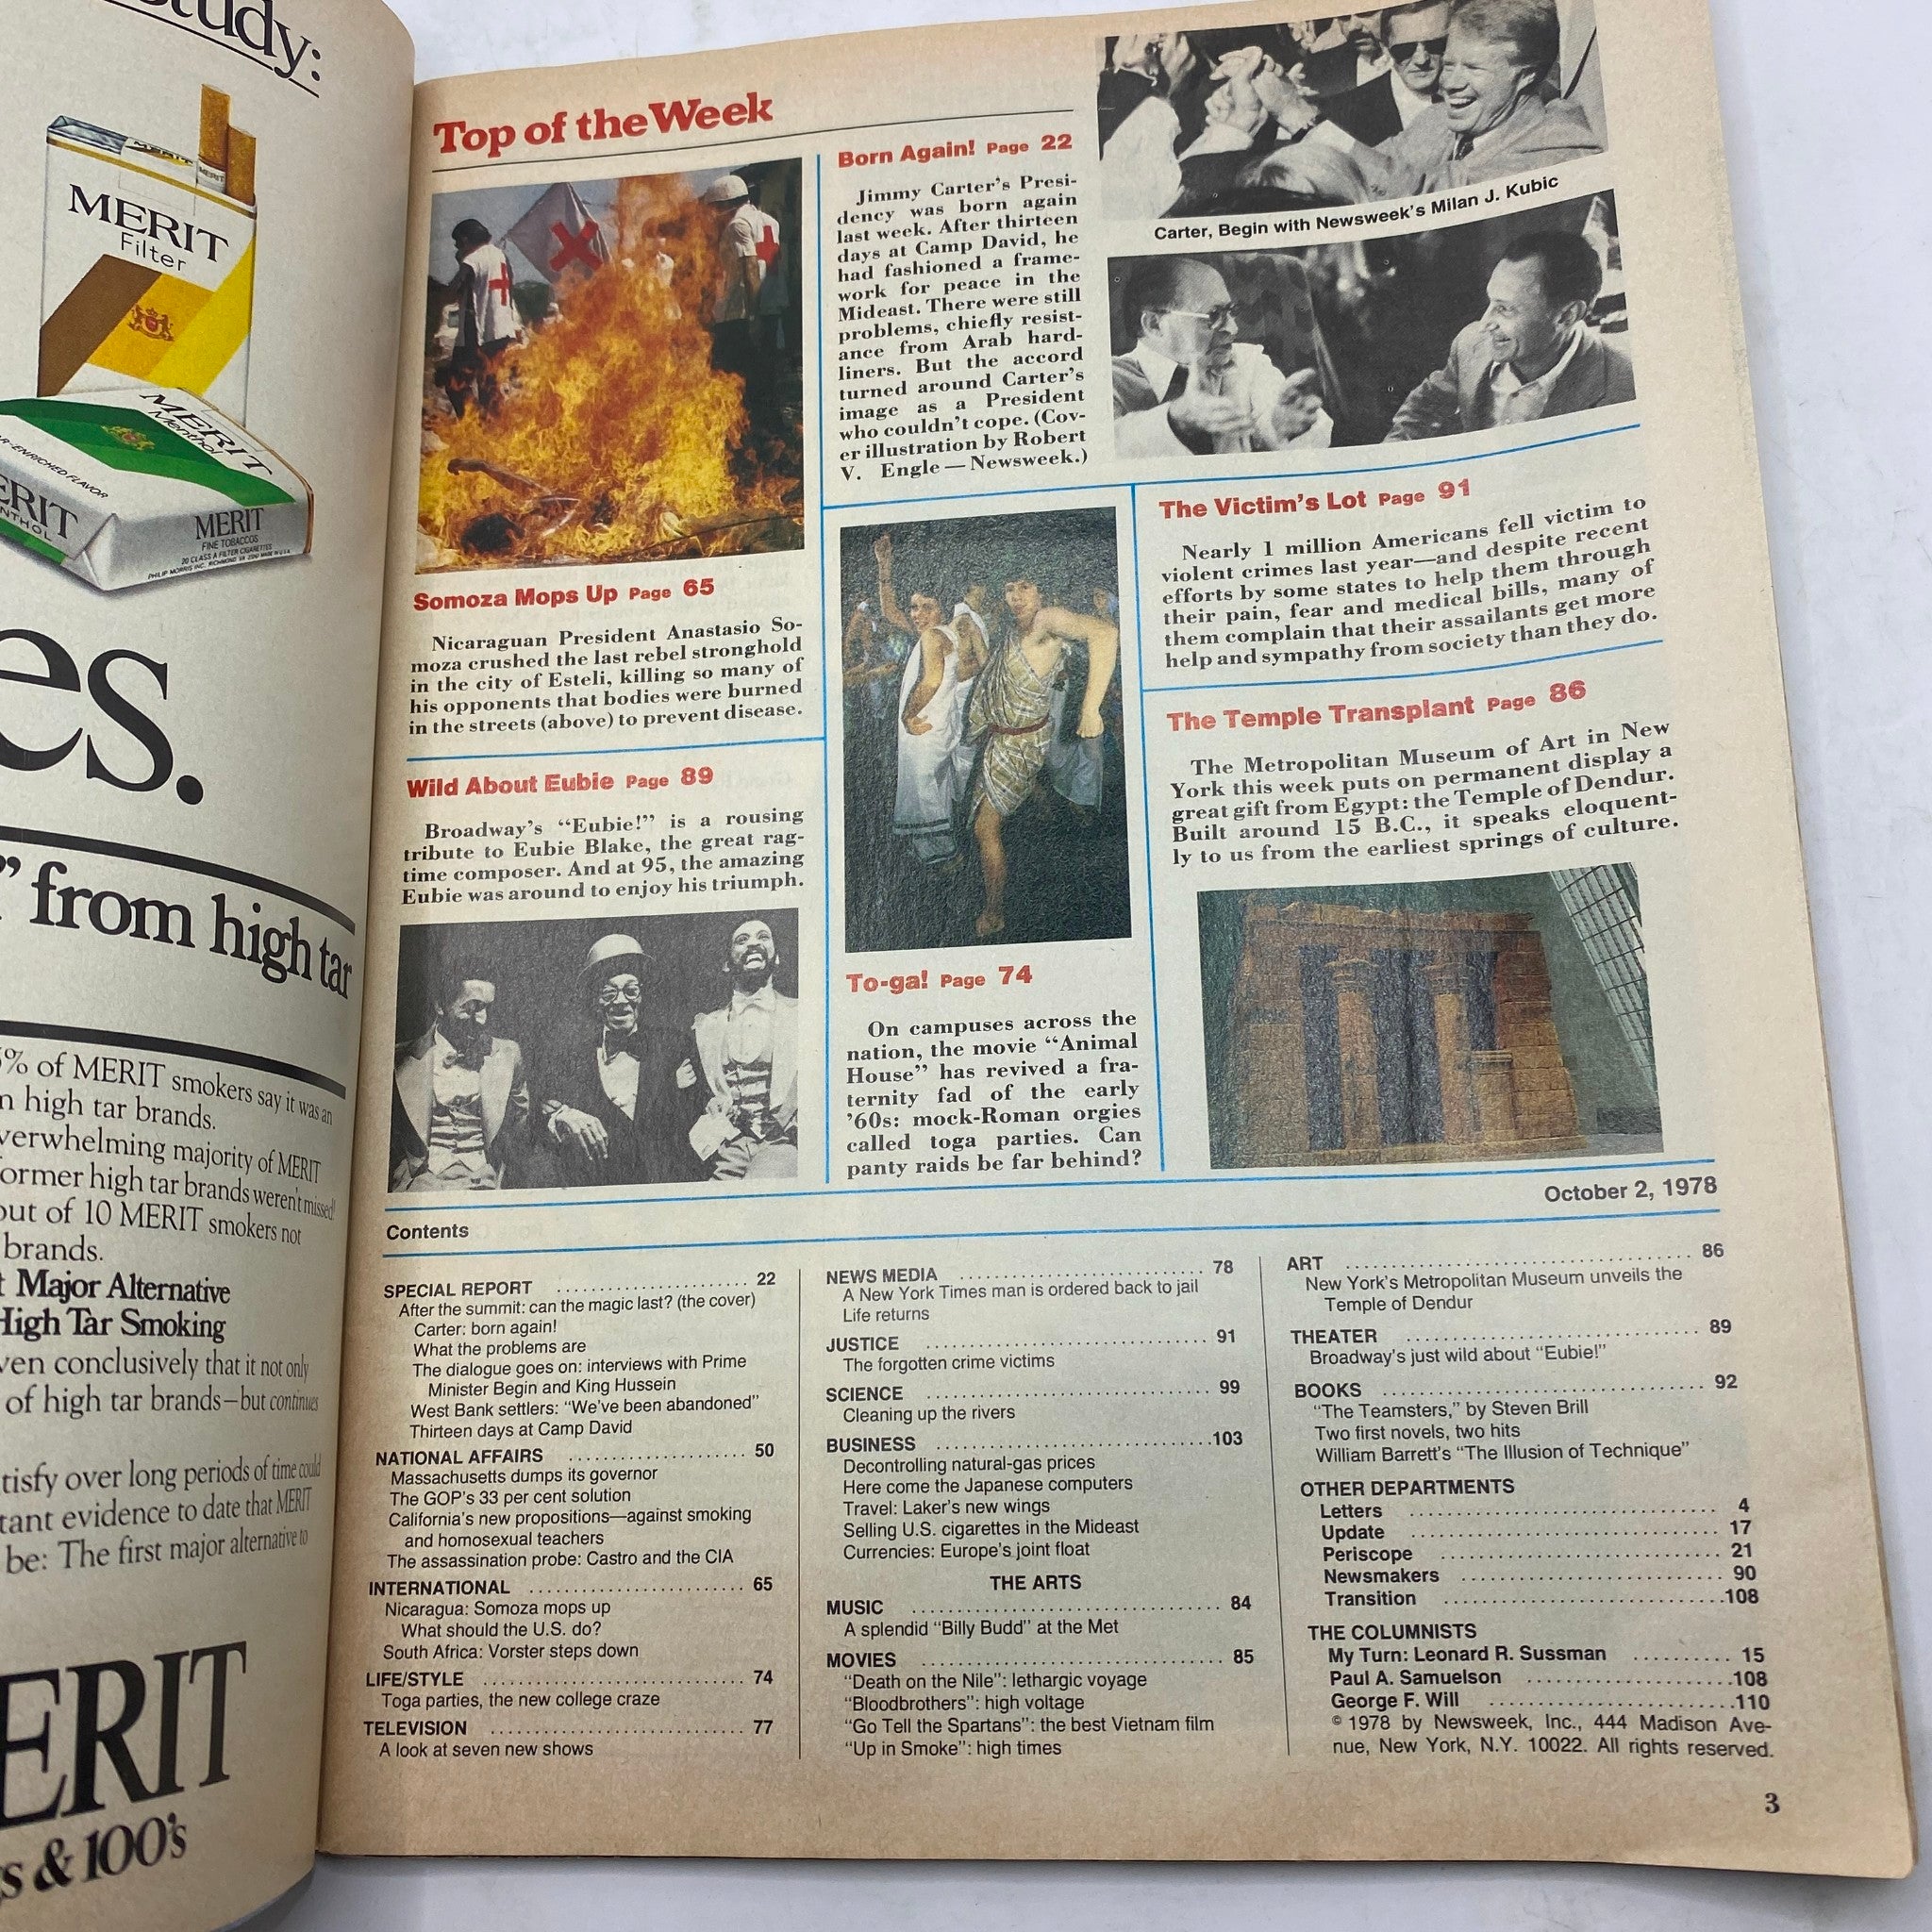 tudy:
MERIT
MERIT
MERIT
Filter
MERIT
Menthol
ENRICHED FLAVOR
MERIT
FINE TOBACCOS
20 CLASS A FILTER CIGARETTES
PHILIP MORRIS INC. RICHMOND VA
es.
" from high tar
% of MERIT smokers say it was an
high tar brands.
verwhelming majority of MERIT
ormer high tar brands weren't missed!
out of 10 MERIT smokers not
brands.
Major Alternative
High Tar Smoking
ven conclusively that it not only
of high tar brands—but continues
tisfy over long periods of time could
tant evidence to date that MERIT
be: The first major alternative to
ERIT
s & 100's
Top of the Week
Somoza Mops Up Page 65
Nicaraguan President Anastasio So-
moza crushed the last rebel stronghold
in the city of Esteli, killing so many of
his opponents that bodies were burned
in the streets (above) to prevent disease.
Wild About Eubie Page 89
Broadway's "Eubie!" is a rousing
tribute to Eubie Blake, the great rag-
time composer. And at 95, the amazing
Eubie was around to enjoy his triumph.
Born Again! Page 22
Jimmy Carter's Presi-
dency was born again
last week. After thirteen
days at Camp David, he
had fashioned a frame-
work for peace in the
Mideast. There were still
problems, chiefly resist-
ance from Arab hard-
liners. But the accord
turned around Carter's
image as a President
who couldn't cope. (Cov-
er illustration by Robert
V. Engle — Newsweek.)
Carter, Begin with Newsweek's Milan J. Kubic
To-ga! Page 74
On campuses across the
nation, the movie "Animal
House" has revived a fra-
ternity fad of the early
'60s: mock-Roman orgies
called toga parties. Can
panty raids be far behind?
The Victim's Lot Page 91
Nearly 1 million Americans fell victim to
violent crimes last year—and despite recent
efforts by some states to help them through
their pain, fear and medical bills, many of
them complain that their assailants get more
help and sympathy from society than they do.
The Temple Transplant Page 86
The Metropolitan Museum of Art in New
York this week puts on permanent display a
great gift from Egypt: the Temple of Dendur.
Built around 15 B.C., it speaks eloquent-
ly to us from the earliest springs of culture.
October 2, 1978
Contents
SPECIAL REPORT .................... 22
After the summit: can the magic last? (the cover)
Carter: born again!
What the problems are
The dialogue goes on: interviews with Prime
Minister Begin and King Hussein
West Bank settlers: "We've been abandoned"
Thirteen days at Camp David
NATIONAL AFFAIRS .................... 50
Massachusetts dumps its governor
The GOP's 33 per cent solution
California's new propositions—against smoking
and homosexual teachers
The assassination probe: Castro and the CIA
INTERNATIONAL .................... 65
Nicaragua: Somoza mops up
What should the U.S. do?
South Africa: Vorster steps down
LIFE/STYLE .................... 74
Toga parties, the new college craze
TELEVISION .................... 77
A look at seven new shows
NEWS MEDIA .................... 78
A New York Times man is ordered back to jail
Life returns
JUSTICE .................... 91
The forgotten crime victims
SCIENCE .................... 99
Cleaning up the rivers
BUSINESS .................... 103
Decontrolling natural-gas prices
Here come the Japanese computers
Travel: Laker's new wings
Selling U.S. cigarettes in the Mideast
Currencies: Europe's joint float
THE ARTS
MUSIC .................... 84
A splendid "Billy Budd" at the Met
MOVIES .................... 85
"Death on the Nile": lethargic voyage
"Bloodbrothers": high voltage
"Go Tell the Spartans": the best Vietnam film
"Up in Smoke": high times
ART .................... 86
New York's Metropolitan Museum unveils the
Temple of Dendur
THEATER .................... 89
Broadway's just wild about "Eubie!"
BOOKS .................... 92
"The Teamsters," by Steven Brill
Two first novels, two hits
William Barrett's "The Illusion of Technique"
OTHER DEPARTMENTS
Letters .................... 4
Update .................... 17
Periscope .................... 21
Newsmakers .................... 90
Transition .................... 108
THE COLUMNISTS
My Turn: Leonard R. Sussman .......... 15
Paul A. Samuelson .................... 108
George F. Will .................... 110
© 1978 by Newsweek, Inc., 444 Madison Ave-
nue, New York, N.Y. 10022. All rights reserved.
3